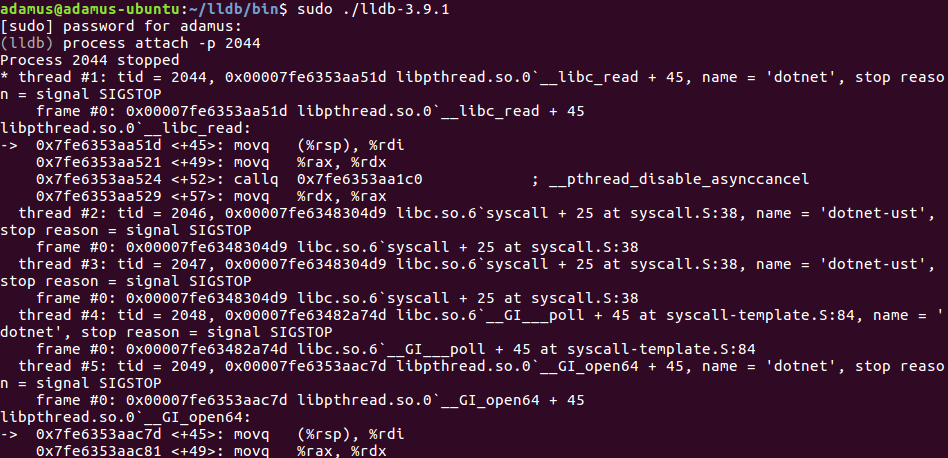 adamus@adamus-ubuntu:~/lldb/bin$ sudo ./lldb-3.9.1
[sudo] password for adamus:
(lldb) process attach -p 2044
Process 2044 stopped
* thread #1: tid = 2044, 0x00007fe6353aa51d libpthread.so.0`__libc_read + 45, name = 'dotnet', stop reaso
n = signal SIGSTOP
    frame #0: 0x00007fe6353aa51d libpthread.so.0`__libc_read + 45
libpthread.so.0`__libc_read:
->  0x7fe6353aa51d <+45>: movq   (%rsp), %rdi
    0x7fe6353aa521 <+49>: movq   %rax, %rdx
    0x7fe6353aa524 <+52>: callq  0x7fe6353aa1c0            ; __pthread_disable_asynccancel
    0x7fe6353aa529 <+57>: movq   %rdx, %rax
  thread #2: tid = 2046, 0x00007fe6348304d9 libc.so.6`syscall + 25 at syscall.S:38, name = 'dotnet-ust',
stop reason = signal SIGSTOP
    frame #0: 0x00007fe6348304d9 libc.so.6`syscall + 25 at syscall.S:38
  thread #3: tid = 2047, 0x00007fe6348304d9 libc.so.6`syscall + 25 at syscall.S:38, name = 'dotnet-ust',
stop reason = signal SIGSTOP
    frame #0: 0x00007fe6348304d9 libc.so.6`syscall + 25 at syscall.S:38
  thread #4: tid = 2048, 0x00007fe63482a74d libc.so.6`__GI___poll + 45 at syscall-template.S:84, name = '
dotnet', stop reason = signal SIGSTOP
    frame #0: 0x00007fe63482a74d libc.so.6`__GI___poll + 45 at syscall-template.S:84
  thread #5: tid = 2049, 0x00007fe6353aac7d libpthread.so.0`__GI_open64 + 45, name = 'dotnet', stop reaso
n = signal SIGSTOP
    frame #0: 0x00007fe6353aac7d libpthread.so.0`__GI_open64 + 45
libpthread.so.0`__GI_open64:
->  0x7fe6353aac7d <+45>: movq   (%rsp), %rdi
    0x7fe6353aac81 <+49>: movq   %rax, %rdx